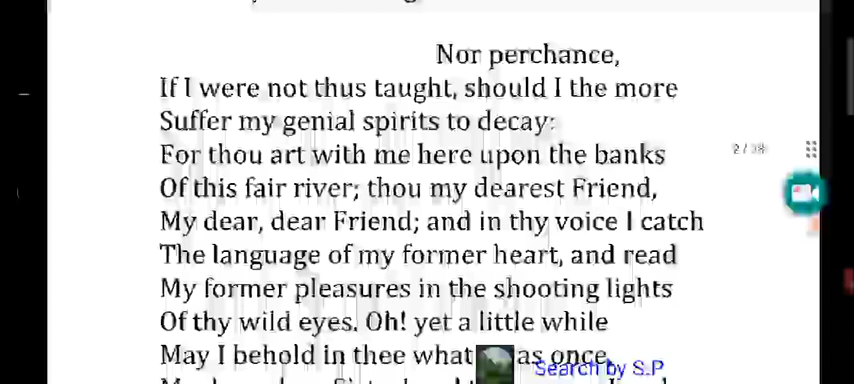 Nor perchance,
If I were not thus taught, should I the more
Suffer my genial spirits to decay:
For thou art with me here upon the banks
2 / 38
Of this fair river; thou my dearest Friend,
My dear, dear Friend; and in thy voice I catch
The language of my former heart, and read
My former pleasures in the shooting lights
Of thy wild eyes. Oh! yet a little while
May I behold in thee what as once,
Search by S.P